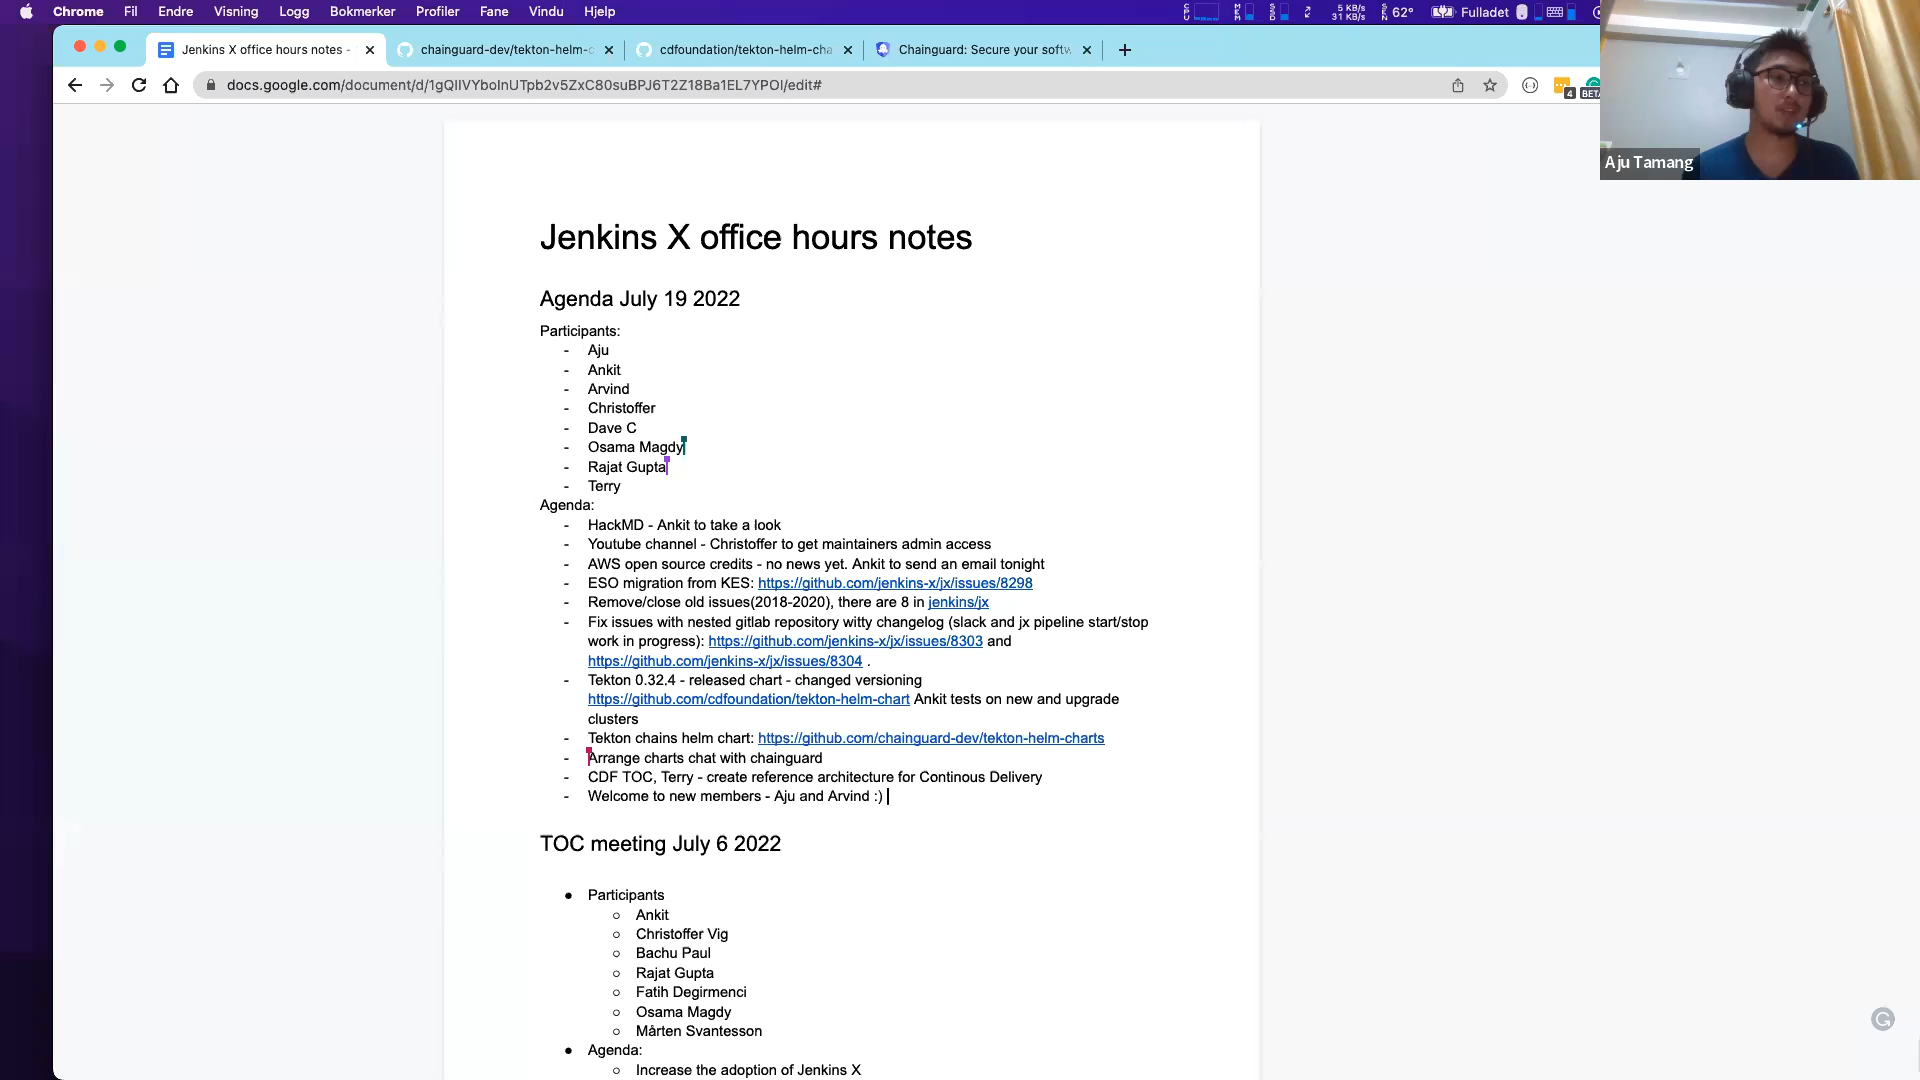 Chrome Fil Endre Visning Logg Bokmerker Profiler Fane Vindu Hjelp 5 KB/s 31 KB/s 62° Fulladet
Jenkins X office hours notes - chainguard-dev/tekton-helm-c cdfoundation/tekton-helm-cha Chainguard: Secure your softw
docs.google.com/document/d/1gQIlVYbolnUTpb2v5ZxC80suBPJ6T2Z18Ba1EL7YPOI/edit#
4 BETA
Aju Tamang
Jenkins X office hours notes
Agenda July 19 2022
Participants:
- Aju
- Ankit
- Arvind
- Christoffer
- Dave C
- Osama Magdy
- Rajat Gupta
- Terry
Agenda:
- HackMD - Ankit to take a look
- Youtube channel - Christoffer to get maintainers admin access
- AWS open source credits - no news yet. Ankit to send an email tonight
- ESO migration from KES: https://github.com/jenkins-x/jx/issues/8298
- Remove/close old issues(2018-2020), there are 8 in jenkins/jx
- Fix issues with nested gitlab repository witty changelog (slack and jx pipeline start/stop
work in progress): https://github.com/jenkins-x/jx/issues/8303 and
https://github.com/jenkins-x/jx/issues/8304 .
- Tekton 0.32.4 - released chart - changed versioning
https://github.com/cdfoundation/tekton-helm-chart Ankit tests on new and upgrade
clusters
- Tekton chains helm chart: https://github.com/chainguard-dev/tekton-helm-charts
- Arrange charts chat with chainguard
- CDF TOC, Terry - create reference architecture for Continous Delivery
- Welcome to new members - Aju and Arvind :)
TOC meeting July 6 2022
● Participants
○ Ankit
○ Christoffer Vig
○ Bachu Paul
○ Rajat Gupta
○ Fatih Degirmenci
○ Osama Magdy
○ Mårten Svantesson
● Agenda:
○ Increase the adoption of Jenkins X